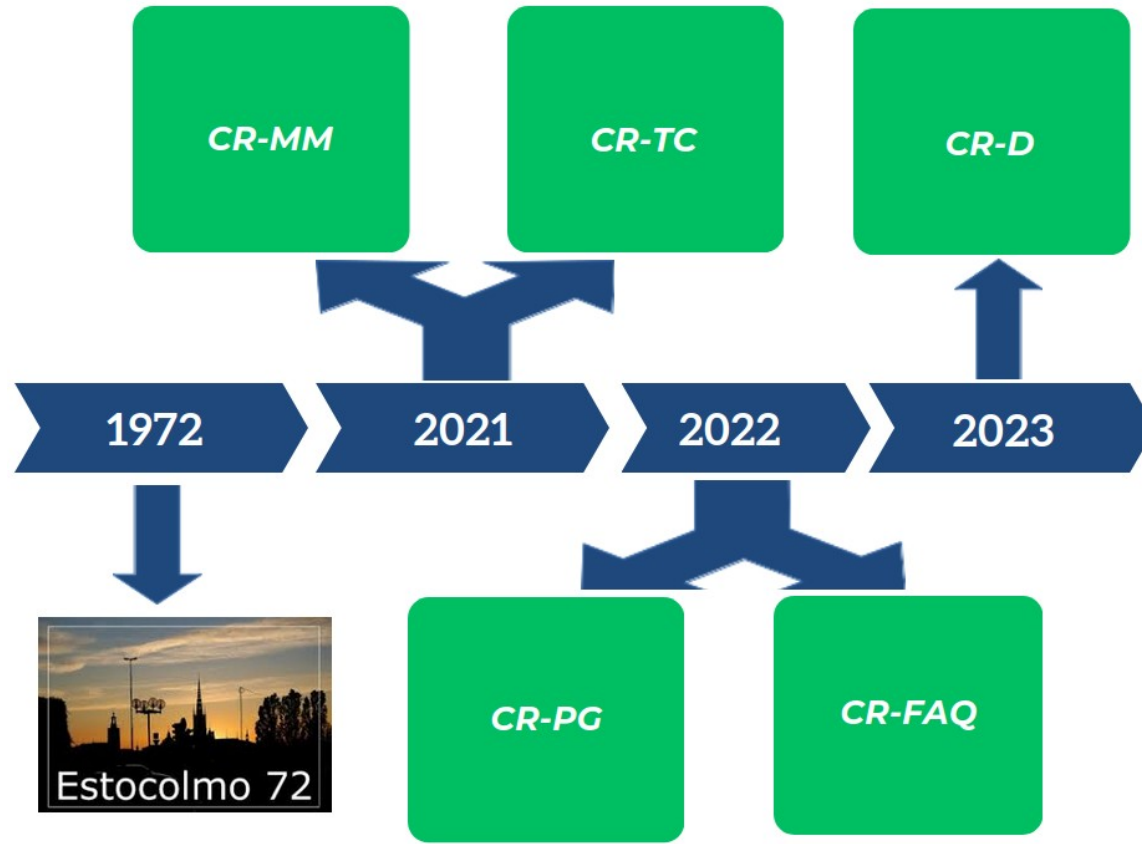 CR-MM
CR-TC
CR-D
1972
2021
2022
2023
Estocolmo 72
CR-PG
CR-FAQ